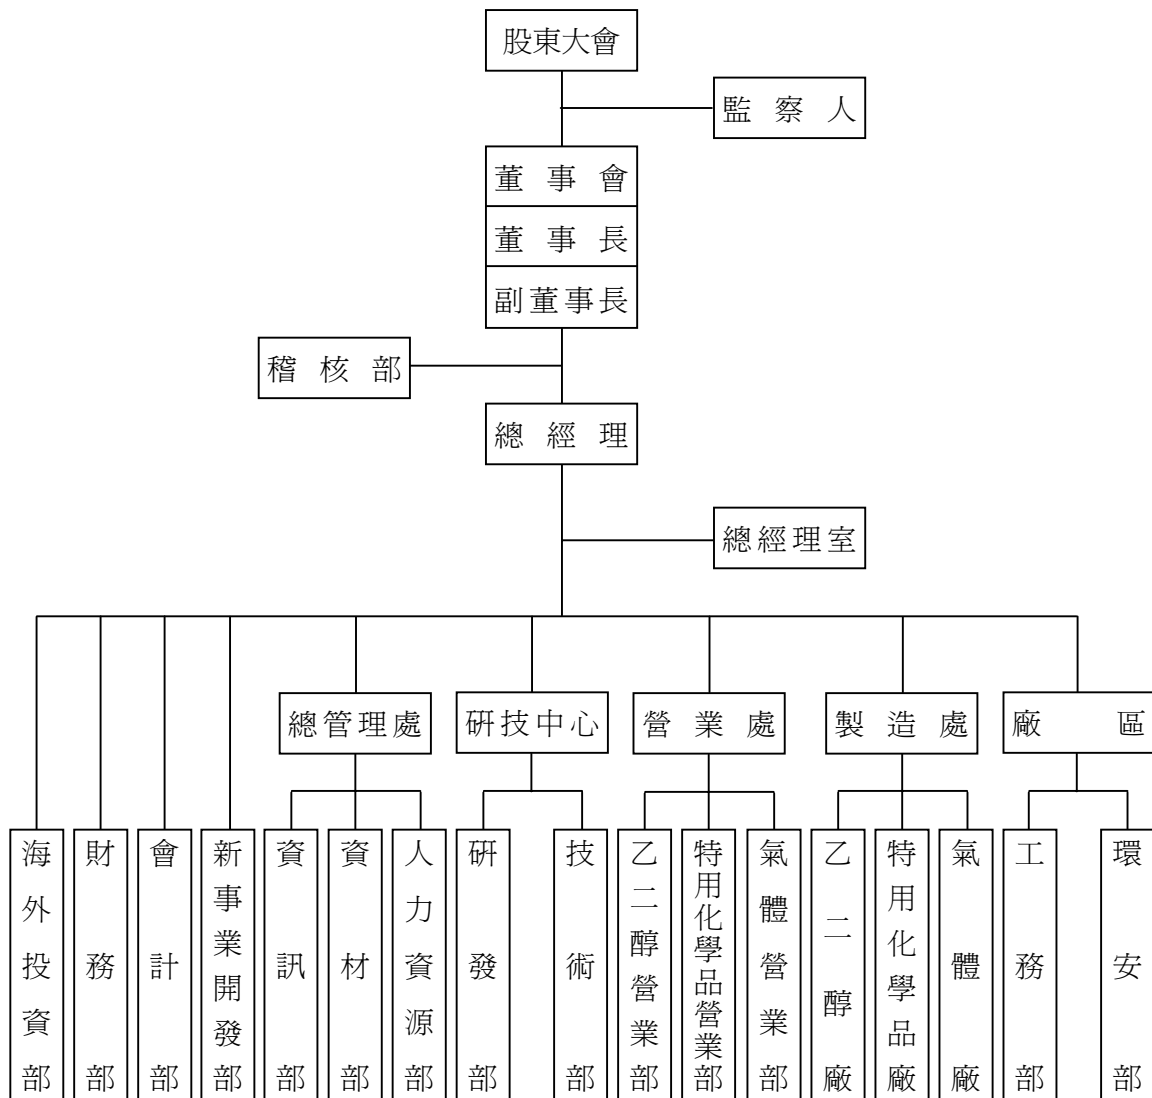 股東大會
監察人
董事會
董事長
副董事長
稽核部
總經理
總經理室
總管理處
研技中心
營業處
製造處
廠區
海外投資部
財務部
會計部
新事業開發部
資訊部
資材部
人力資源部
研發部
技術部
乙二醇營業部
特用化學品營業部
氣體營業部
乙二醇廠
特用化學品廠
氣體廠
工務部
環安部